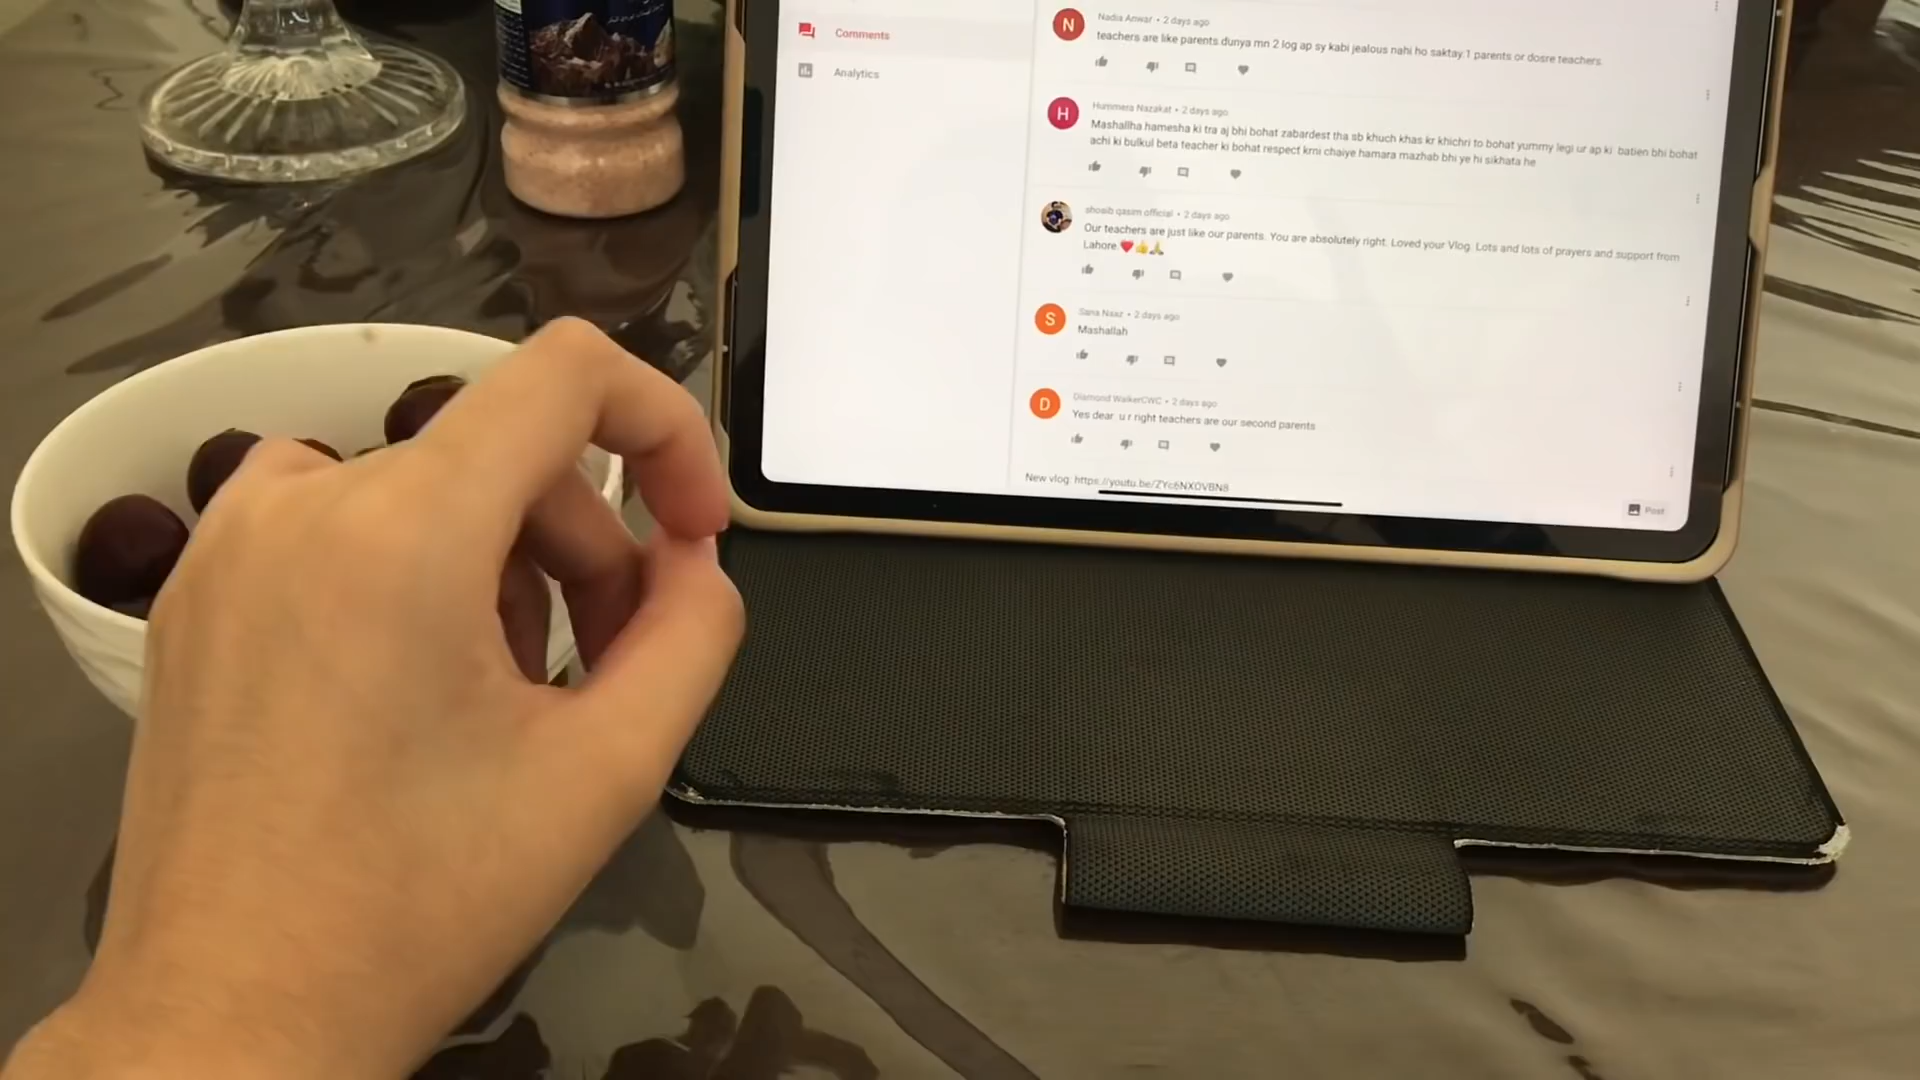 Comments
Analytics
Nadia Anwar • 2 days ago
teachers are like parents.dunya mn 2 log ap sy kabi jealous nahi ho saktay.1 parents or dosre teachers.
Hummera Nazakat • 2 days ago
Mashallha hamesha ki tra aj bhi bohat zabardest tha sb khuch khas kr khichri to bohat yummy legi ur ap ki batien bhi bohat
achi ki bulkul beta teacher ki bohat respect krni chaiye hamara mazhab bhi ye hi sikhata he
shoaib qasim official • 2 days ago
Our teachers are just like our parents. You are absolutely right. Loved your Vlog. Lots and lots of prayers and support from
Lahore.❤️👍🙏
Sana Naaz • 2 days ago
Mashallah
Diamond WalkerCWC • 2 days ago
Yes dear u r right teachers are our second parents
New vlog: https://youtu.be/ZYc6NXOVBN8
Post
N
H
S
D